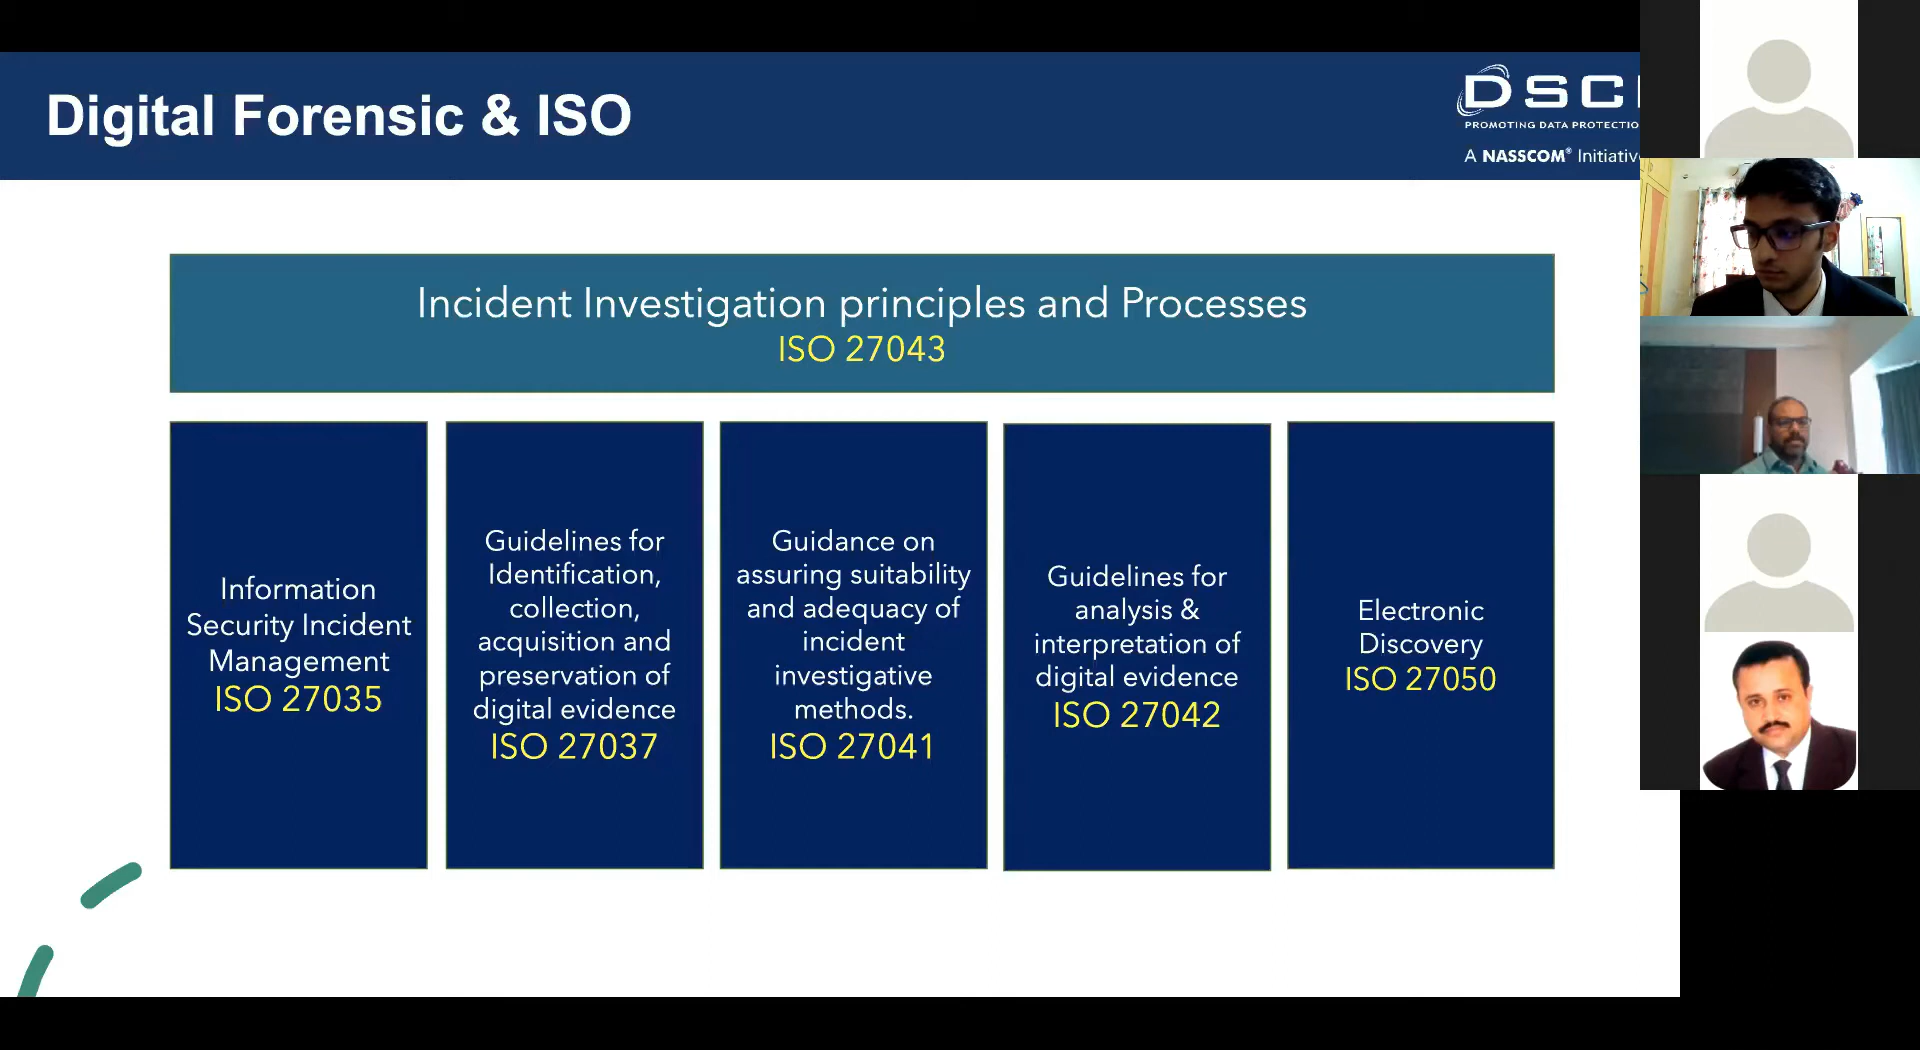 Digital Forensic & ISO
DSC
PROMOTING DATA PROTECTIO
A NASSCOM® Initiativ
Incident Investigation principles and Processes
ISO 27043
Information
Security Incident
Management
ISO 27035
Guidelines for
Identification,
collection,
acquisition and
preservation of
digital evidence
ISO 27037
Guidance on
assuring suitability
and adequacy of
incident
investigative
methods.
ISO 27041
Guidelines for
analysis &
interpretation of
digital evidence
ISO 27042
Electronic
Discovery
ISO 27050